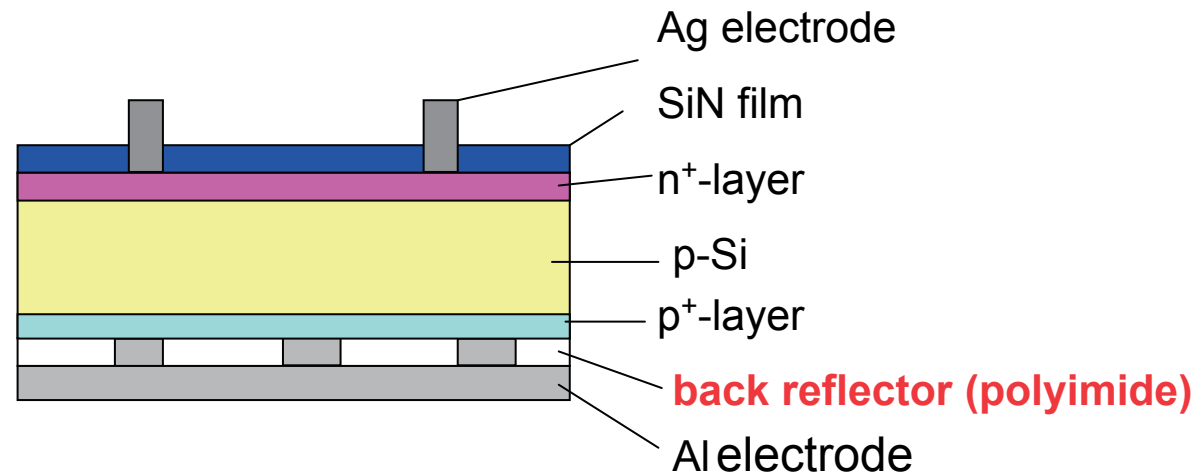 Ag electrode
SiN film
n⁺-layer
p-Si
p⁺-layer
back reflector (polyimide)
Al electrode